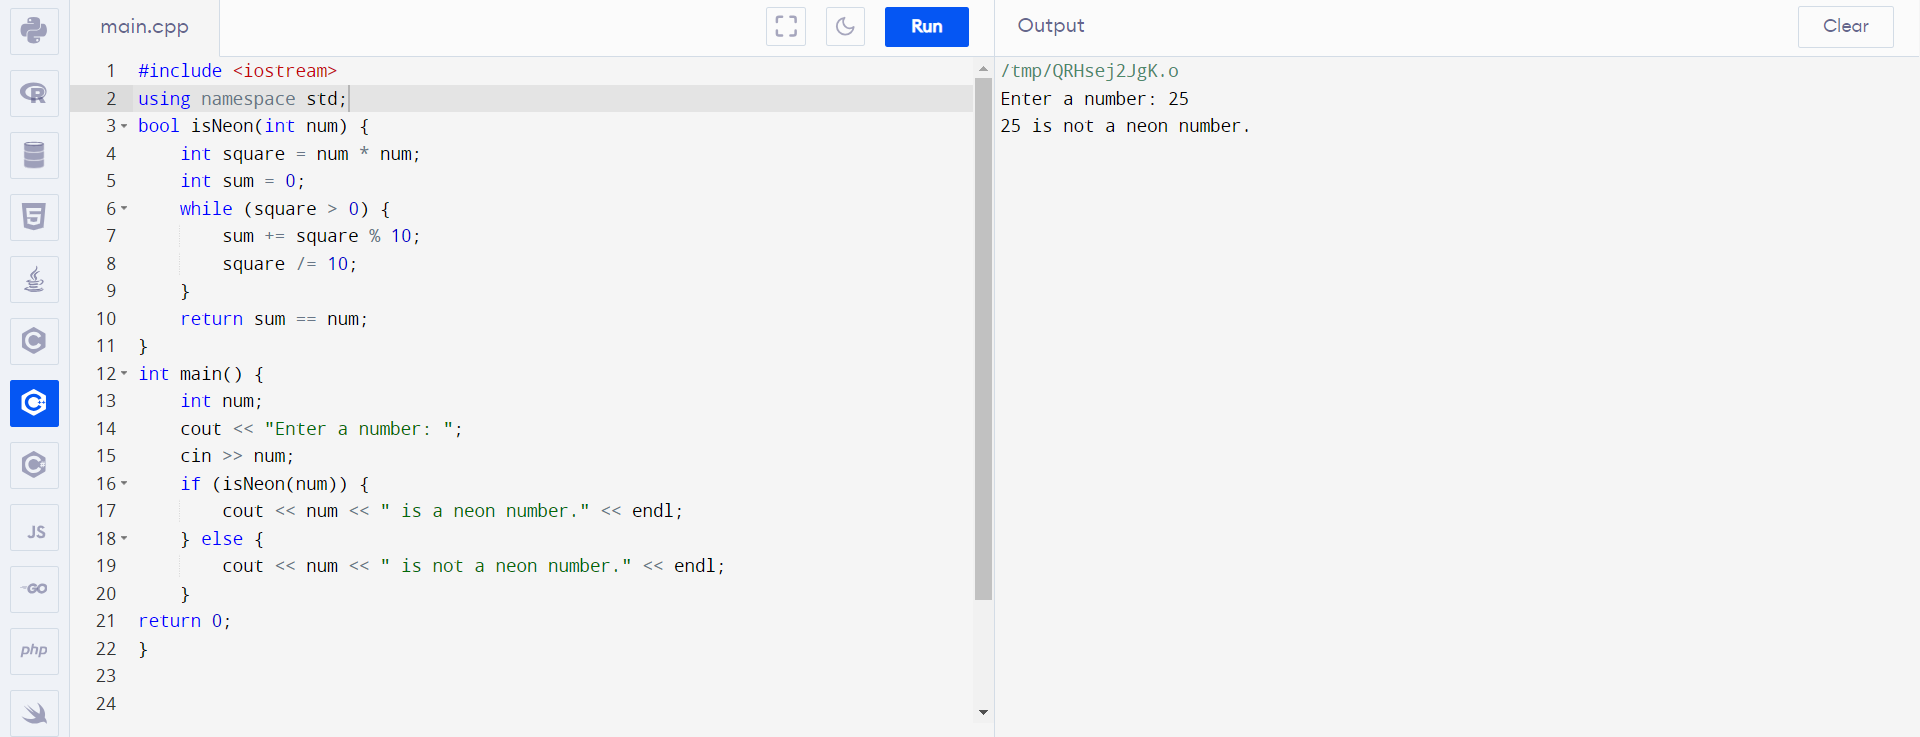 main.cpp
Run
Output
Clear
1 #include <iostream>
2 using namespace std;
3 bool isNeon(int num) {
4     int square = num * num;
5     int sum = 0;
6     while (square > 0) {
7         sum += square % 10;
8         square /= 10;
9     }
10     return sum == num;
11 }
12 int main() {
13     int num;
14     cout << "Enter a number: ";
15     cin >> num;
16     if (isNeon(num)) {
17         cout << num << " is a neon number." << endl;
18     } else {
19         cout << num << " is not a neon number." << endl;
20     }
21 return 0;
22 }
23
24
/tmp/QRHsej2JgK.o
Enter a number: 25
25 is not a neon number.
R
5
C
C
C
JS
GO
php